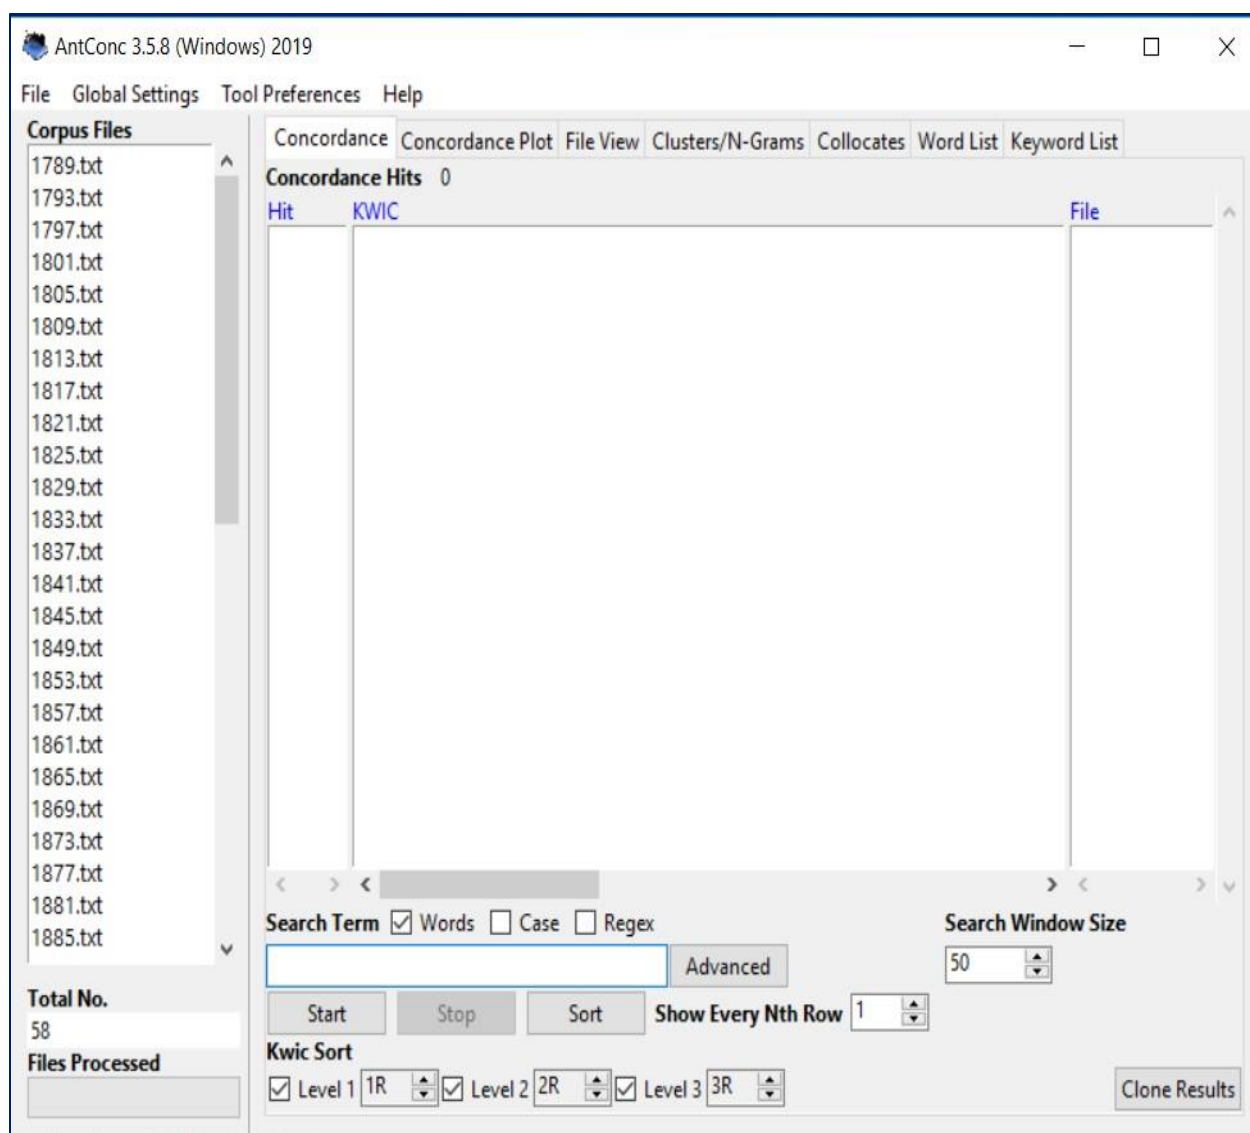 AntConc 3.5.8 (Windows) 2019
File Global Settings Tool Preferences Help
Corpus Files
1789.txt
1793.txt
1797.txt
1801.txt
1805.txt
1809.txt
1813.txt
1817.txt
1821.txt
1825.txt
1829.txt
1833.txt
1837.txt
1841.txt
1845.txt
1849.txt
1853.txt
1857.txt
1861.txt
1865.txt
1869.txt
1873.txt
1877.txt
1881.txt
1885.txt
Total No.
58
Files Processed
Concordance Concordance Plot File View Clusters/N-Grams Collocates Word List Keyword List
Concordance Hits 0
Hit KWIC File
Search Term Words Case Regex Search Window Size
Advanced 50
Start Stop Sort Show Every Nth Row 1
Kwic Sort
Level 1 1R Level 2 2R Level 3 3R Clone Results